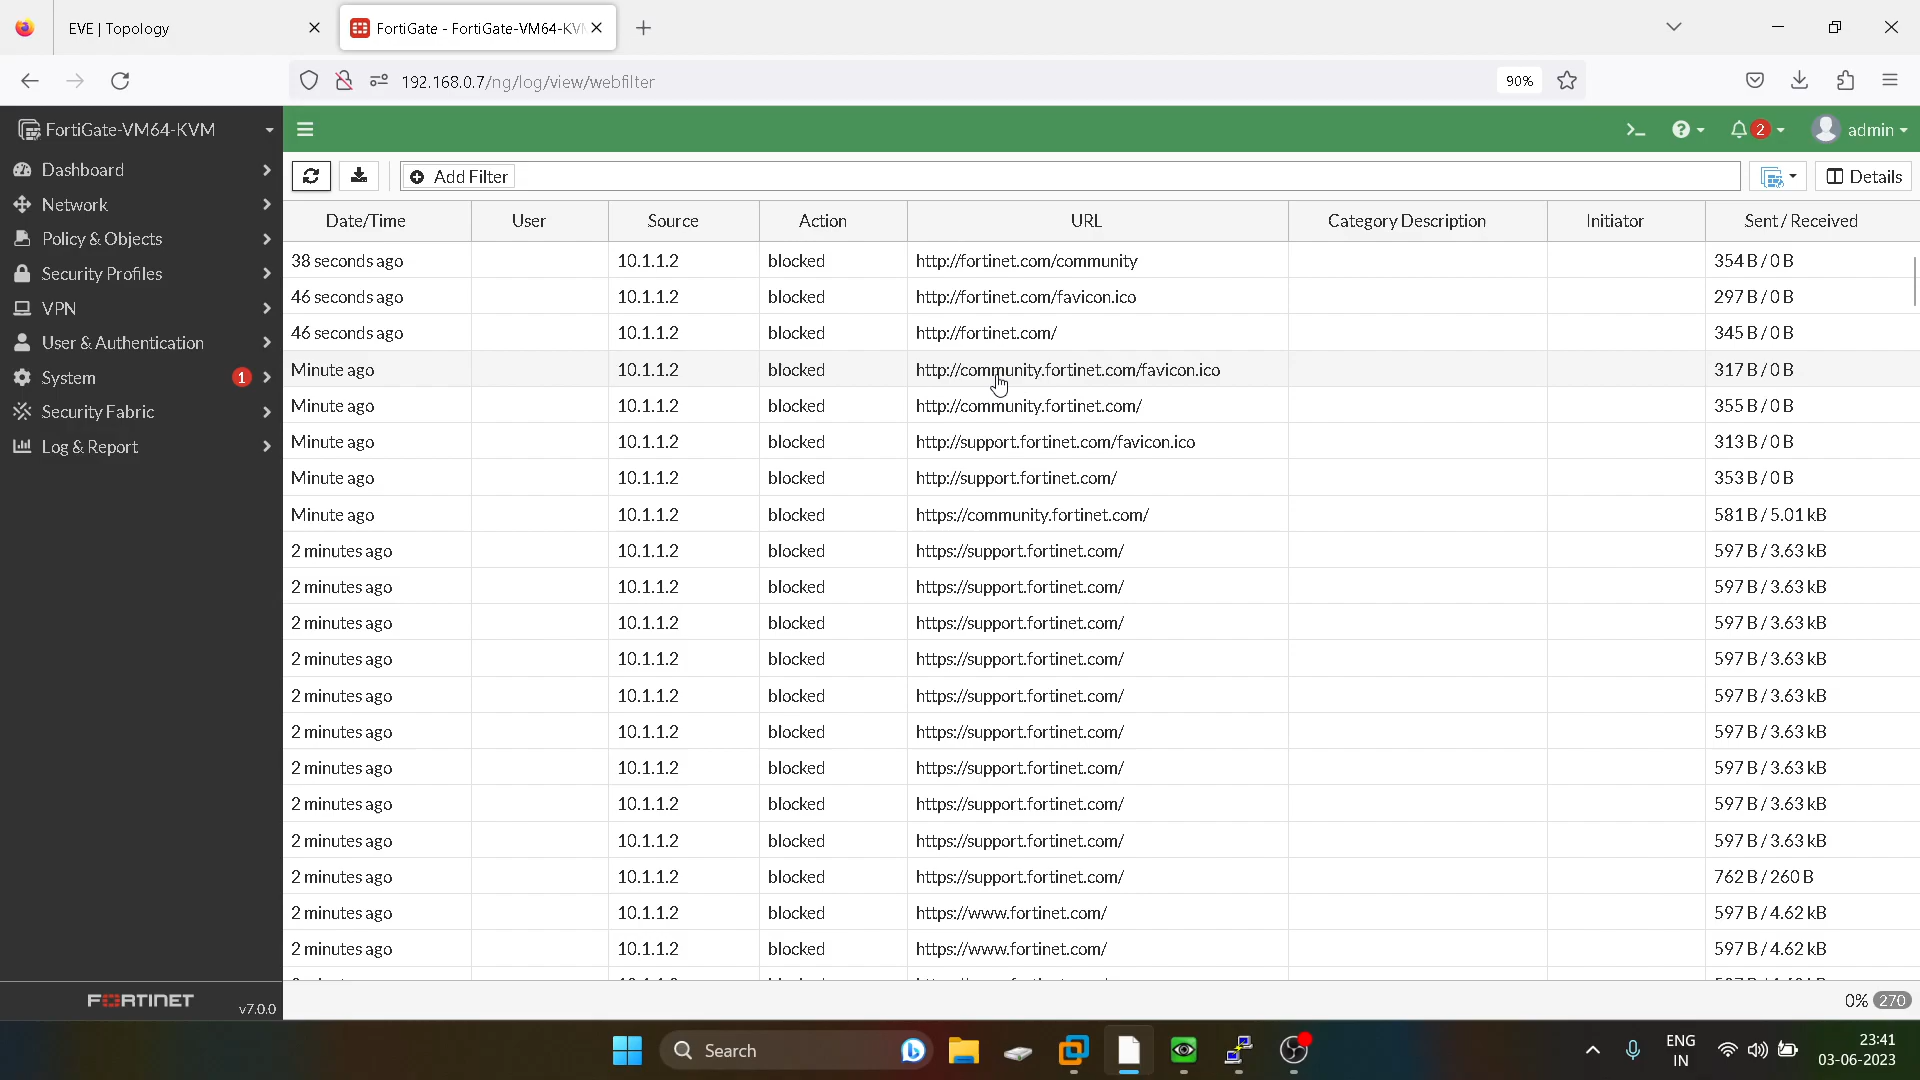 EVE | Topology
FortiGate - FortiGate-VM64-KV
192.168.0.7/ng/log/view/webfilter
90%
FortiGate-VM64-KVM
2
admin
Dashboard
Network
Policy & Objects
Security Profiles
VPN
User & Authentication
System 1
Security Fabric
Log & Report
Add Filter
Details
Date/Time User Source Action URL Category Description Initiator Sent / Received
38 seconds ago 10.1.1.2 blocked http://fortinet.com/community 354 B / 0 B
46 seconds ago 10.1.1.2 blocked http://fortinet.com/favicon.ico 297 B / 0 B
46 seconds ago 10.1.1.2 blocked http://fortinet.com/ 345 B / 0 B
Minute ago 10.1.1.2 blocked http://community.fortinet.com/favicon.ico 317 B / 0 B
Minute ago 10.1.1.2 blocked http://community.fortinet.com/ 355 B / 0 B
Minute ago 10.1.1.2 blocked http://support.fortinet.com/favicon.ico 313 B / 0 B
Minute ago 10.1.1.2 blocked http://support.fortinet.com/ 353 B / 0 B
Minute ago 10.1.1.2 blocked https://community.fortinet.com/ 581 B / 5.01 kB
2 minutes ago 10.1.1.2 blocked https://support.fortinet.com/ 597 B / 3.63 kB
2 minutes ago 10.1.1.2 blocked https://support.fortinet.com/ 597 B / 3.63 kB
2 minutes ago 10.1.1.2 blocked https://support.fortinet.com/ 597 B / 3.63 kB
2 minutes ago 10.1.1.2 blocked https://support.fortinet.com/ 597 B / 3.63 kB
2 minutes ago 10.1.1.2 blocked https://support.fortinet.com/ 597 B / 3.63 kB
2 minutes ago 10.1.1.2 blocked https://support.fortinet.com/ 597 B / 3.63 kB
2 minutes ago 10.1.1.2 blocked https://support.fortinet.com/ 597 B / 3.63 kB
2 minutes ago 10.1.1.2 blocked https://support.fortinet.com/ 597 B / 3.63 kB
2 minutes ago 10.1.1.2 blocked https://support.fortinet.com/ 597 B / 3.63 kB
2 minutes ago 10.1.1.2 blocked https://support.fortinet.com/ 762 B / 260 B
2 minutes ago 10.1.1.2 blocked https://www.fortinet.com/ 597 B / 4.62 kB
2 minutes ago 10.1.1.2 blocked https://www.fortinet.com/ 597 B / 4.62 kB
FORTINET v7.0.0
0% 270
Search
ENG
IN
23:41
03-06-2023